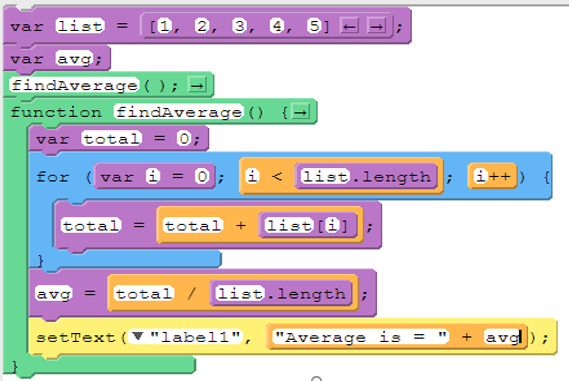 var list = [1, 2, 3, 4, 5] ← → ;
var avg;
findAverage(); →
function findAverage() { →
var total = 0;
for (var i = 0; i < list.length; i++) {
total = total + list[i] ;
}
avg = total / list.length ;
setText(▼"label1", "Average is = " + avg);
}